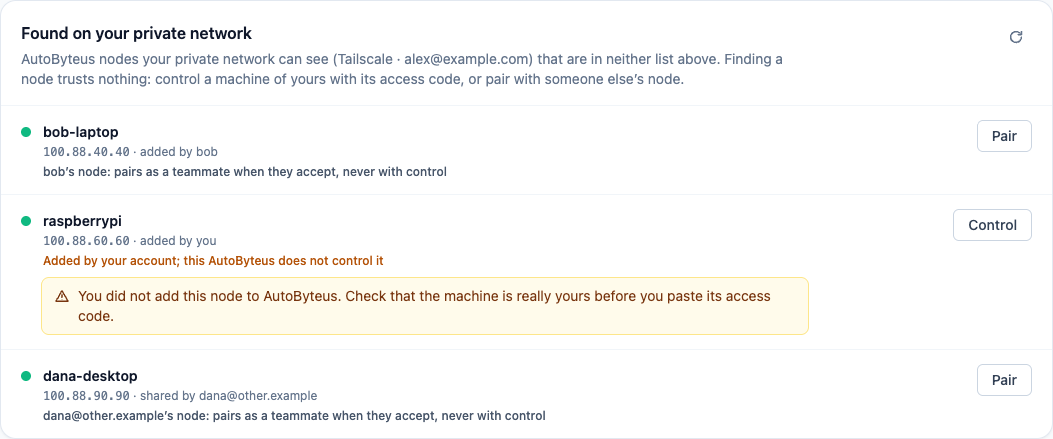 Found on your private network
AutoByteus nodes your private network can see (Tailscale · alex@example.com) that are in neither list above. Finding a
node trusts nothing: control a machine of yours with its access code, or pair with someone else’s node.
bob-laptop
Pair
100.88.40.40 · added by bob
bob’s node: pairs as a teammate when they accept, never with control
raspberrypi
Control
100.88.60.60 · added by you
Added by your account; this AutoByteus does not control it
You did not add this node to AutoByteus. Check that the machine is really yours before you paste its access
code.
dana-desktop
Pair
100.88.90.90 · shared by dana@other.example
dana@other.example’s node: pairs as a teammate when they accept, never with control